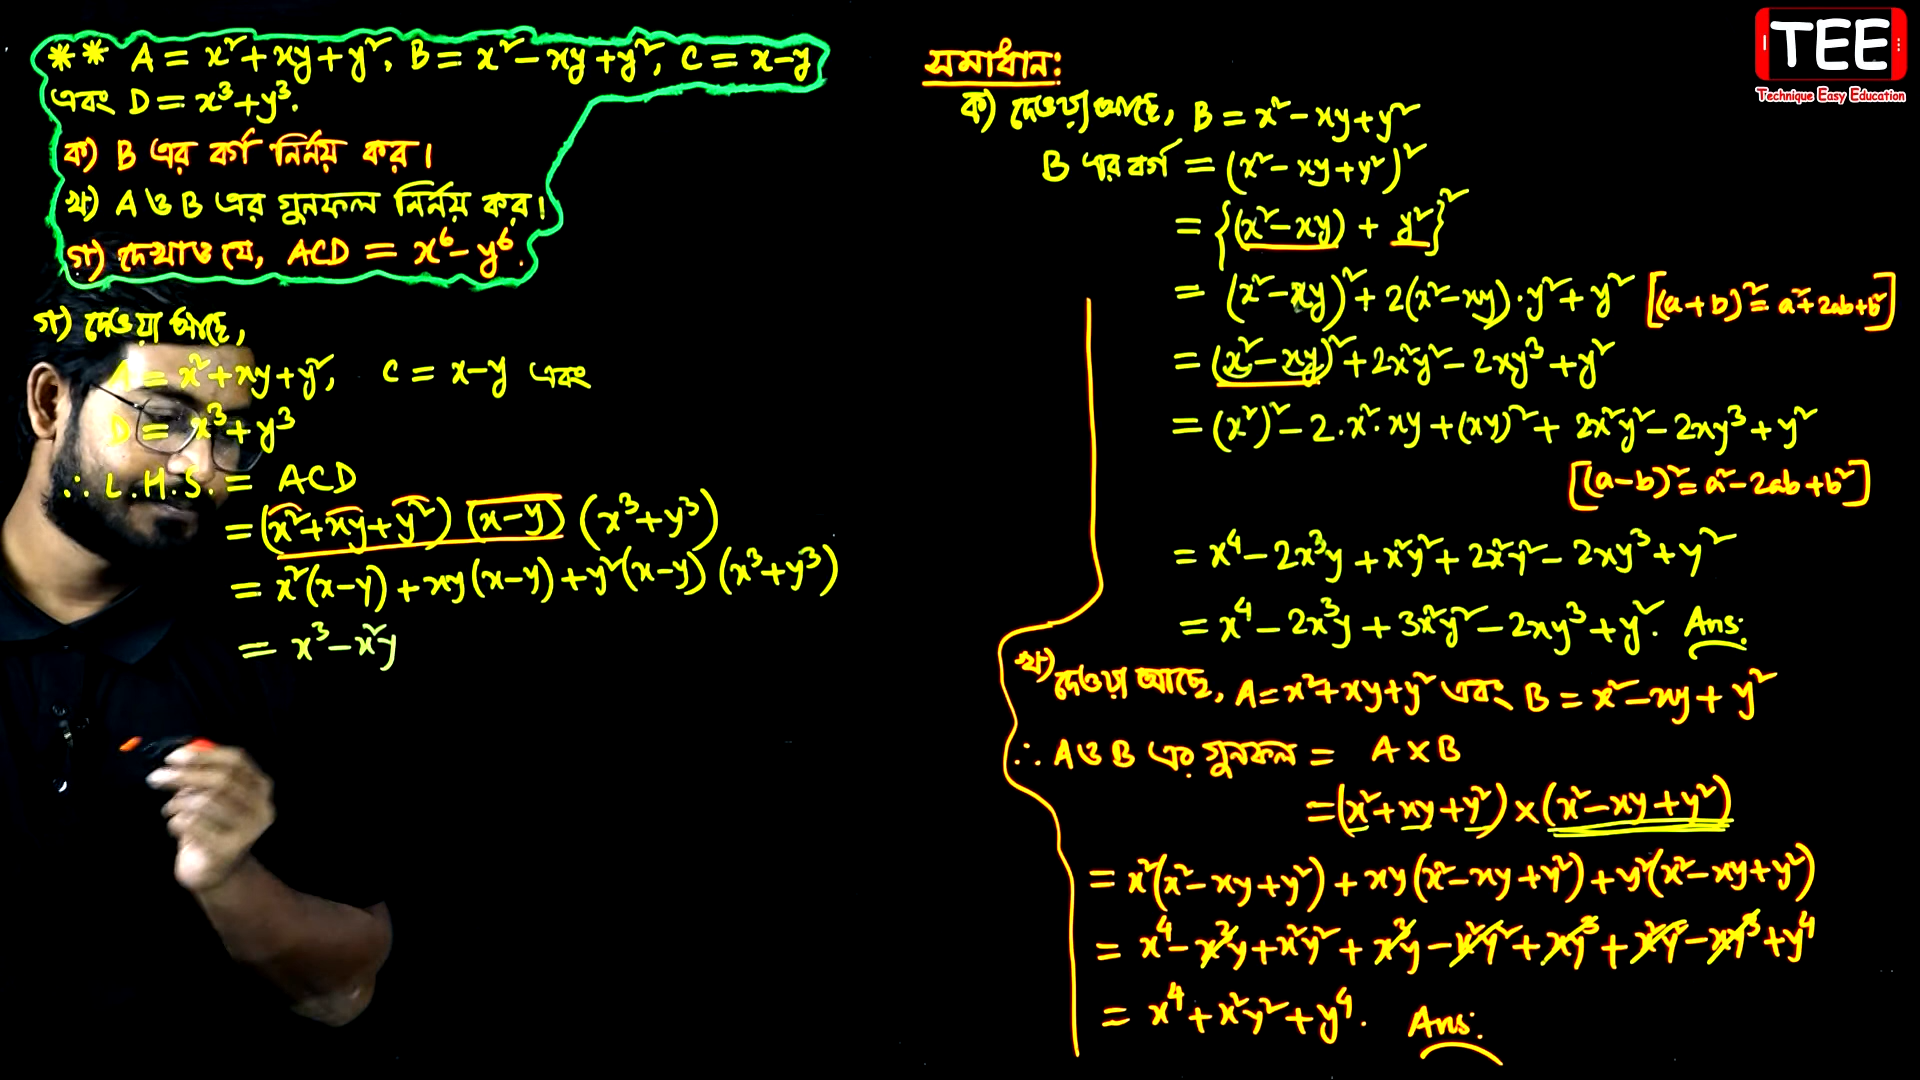 ** A = x²+xy+y², B = x²-xy+y², C = x-y
এবং D = x³+y³.
ক) B এর বর্গ নির্নয় কর।
খ) A ও B এর গুনফল নির্নয় কর।
গ) দেখাও যে, ACD = x⁶-y⁶.
গ) দেওয়া আছে,
A = x²+xy+y², C = x-y এবং
D = x³+y³
∴ L.H.S. = ACD
= (x²+xy+y²) (x-y) (x³+y³)
= x²(x-y)+xy(x-y)+y²(x-y) (x³+y³)
= x³-x²y
সমাধান:
ক) দেওয়া আছে, B = x²-xy+y²
B এর বর্গ = (x²-xy+y²)²
= {(x²-xy) + y²}²
= (x²-xy)²+2(x²-xy)·y²+y² [(a+b)²=a²+2ab+b²]
= (x²-xy)²+2x²y²-2xy³+y²
= (x²)²-2·x²·xy+(xy)²+2x²y²-2xy³+y²
[(a-b)²=a²-2ab+b²]
= x⁴-2x³y+x²y²+2x²y²-2xy³+y²
= x⁴-2x³y+3x²y²-2xy³+y². Ans:
খ) দেওয়া আছে, A=x²+xy+y² এবং B = x²-xy+y²
∴ A ও B এর গুনফল = A×B
=(x²+xy+y²)×(x²-xy+y²)
= x²(x²-xy+y²)+xy(x²-xy+y²)+y²(x²-xy+y²)
= x⁴-x³y+x²y²+x³y-x²y²+xy³+x²y²-xy³+y⁴
= x⁴+x²y²+y⁴. Ans:
TEE
Technique Easy Education